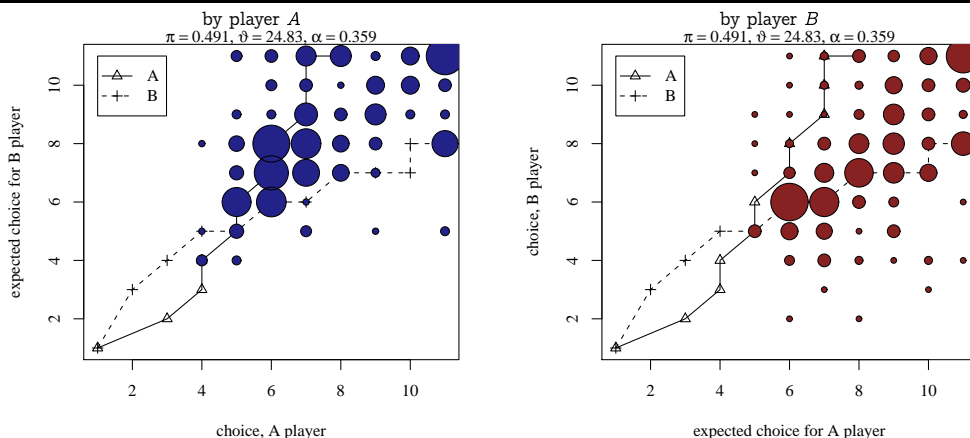 by player A
π = 0.491, ϑ = 24.83, α = 0.359
A
B
10
8
6
4
2
expected choice for B player
2
4
6
8
10
choice, A player
by player B
π = 0.491, ϑ = 24.83, α = 0.359
A
B
10
8
6
4
2
choice, B player
2
4
6
8
10
expected choice for A player